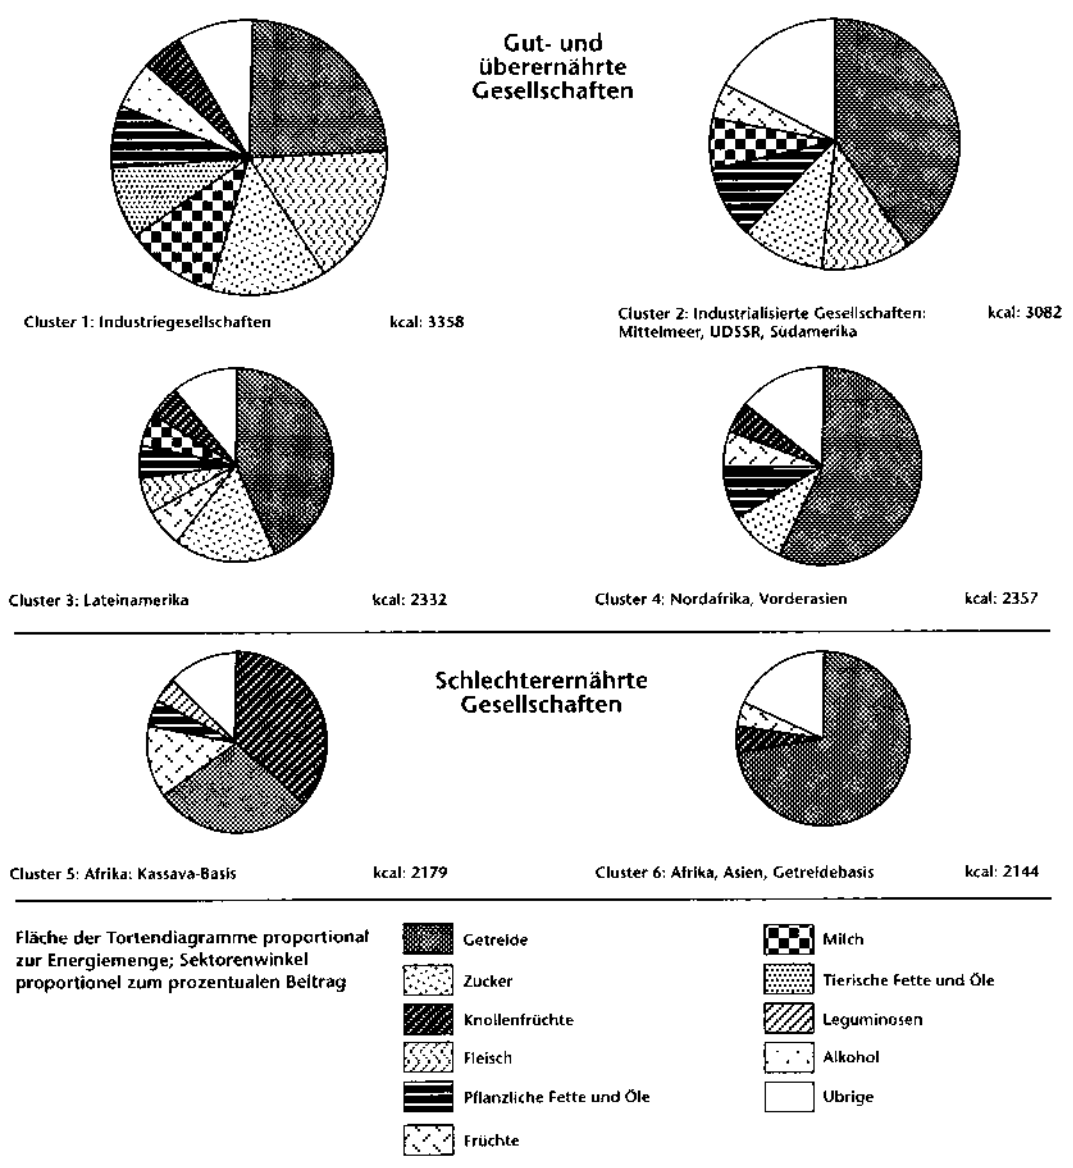 Gut- und
überernährte
Gesellschaften
Cluster 1: Industriegesellschaften kcal: 3358
Cluster 2: Industrialisierte Gesellschaften: kcal: 3082
Mittelmeer, UDSSR, Südamerika
Cluster 3: Lateinamerika kcal: 2332
Cluster 4: Nordafrika, Vorderasien kcal: 2357
Schlechterernährte
Gesellschaften
Cluster 5: Afrika: Kassava-Basis kcal: 2179
Cluster 6: Afrika, Asien, Getreidebasis kcal: 2144
Fläche der Tortendiagramme proportional
zur Energiemenge; Sektorenwinkel
proportionel zum prozentualen Beitrag
Getreide
Zucker
Knollenfrüchte
Fleisch
Pflanzliche Fette und Öle
Früchte
Milch
Tierische Fette und Öle
Leguminosen
Alkohol
Ubrige